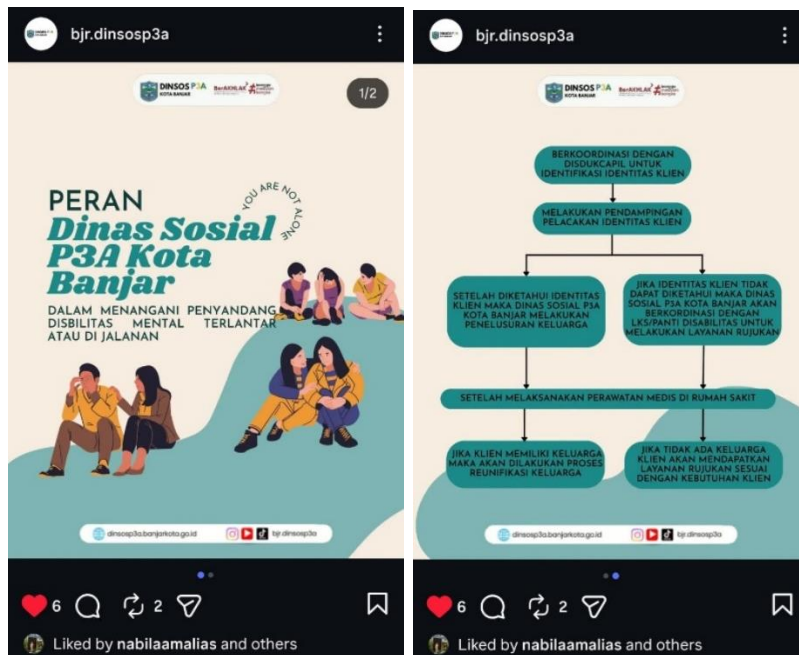 bjr.dinsosp3a
DINSOS P3A
KOTA BANJAR
BerAKHLAK
1/2
YOU ARE NOT ALONE
PERAN
Dinas Sosial
P3A Kota
Banjar
DALAM MENANGANI PENYANDANG
DISBILITAS MENTAL TERLANTAR
ATAU DI JALANAN
dinsosp3a.banjarkota.go.id
bjr.dinsosp3a
6
2
Liked by nabilaamalias and others
bjr.dinsosp3a
DINSOS P3A
KOTA BANJAR
BerAKHLAK
BERKOORDINASI DENGAN
DISDUKCAPIL UNTUK
IDENTIFIKASI IDENTITAS KLIEN
MELAKUKAN PENDAMPINGAN
PELACAKAN IDENTITAS KLIEN
SETELAH DIKETAHUI IDENTITAS
KLIEN MAKA DINAS SOSIAL P3A
KOTA BANJAR MELAKUKAN
PENELUSURAN KELUARGA
JIKA IDENTITAS KLIEN TIDAK
DAPAT DIKETAHUI MAKA DINAS
SOSIAL P3A KOTA BANJAR AKAN
BERKORDINASI DENGAN
LKS/PANTI DISABILITAS UNTUK
MELAKUKAN LAYANAN RUJUKAN
SETELAH MELAKSANAKAN PERAWATAN MEDIS DI RUMAH SAKIT
JIKA KLIEN MEMILIKI KELUARGA
MAKA AKAN DILAKUKAN PROSES
REUNIFIKASI KELUARGA
JIKA TIDAK ADA KELUARGA
KLIEN AKAN MENDAPATKAN
LAYANAN RUJUKAN SESUAI
DENGAN KEBUTUHAN KLIEN
dinsosp3a.banjarkota.go.id
bjr.dinsosp3a
6
2
Liked by nabilaamalias and others